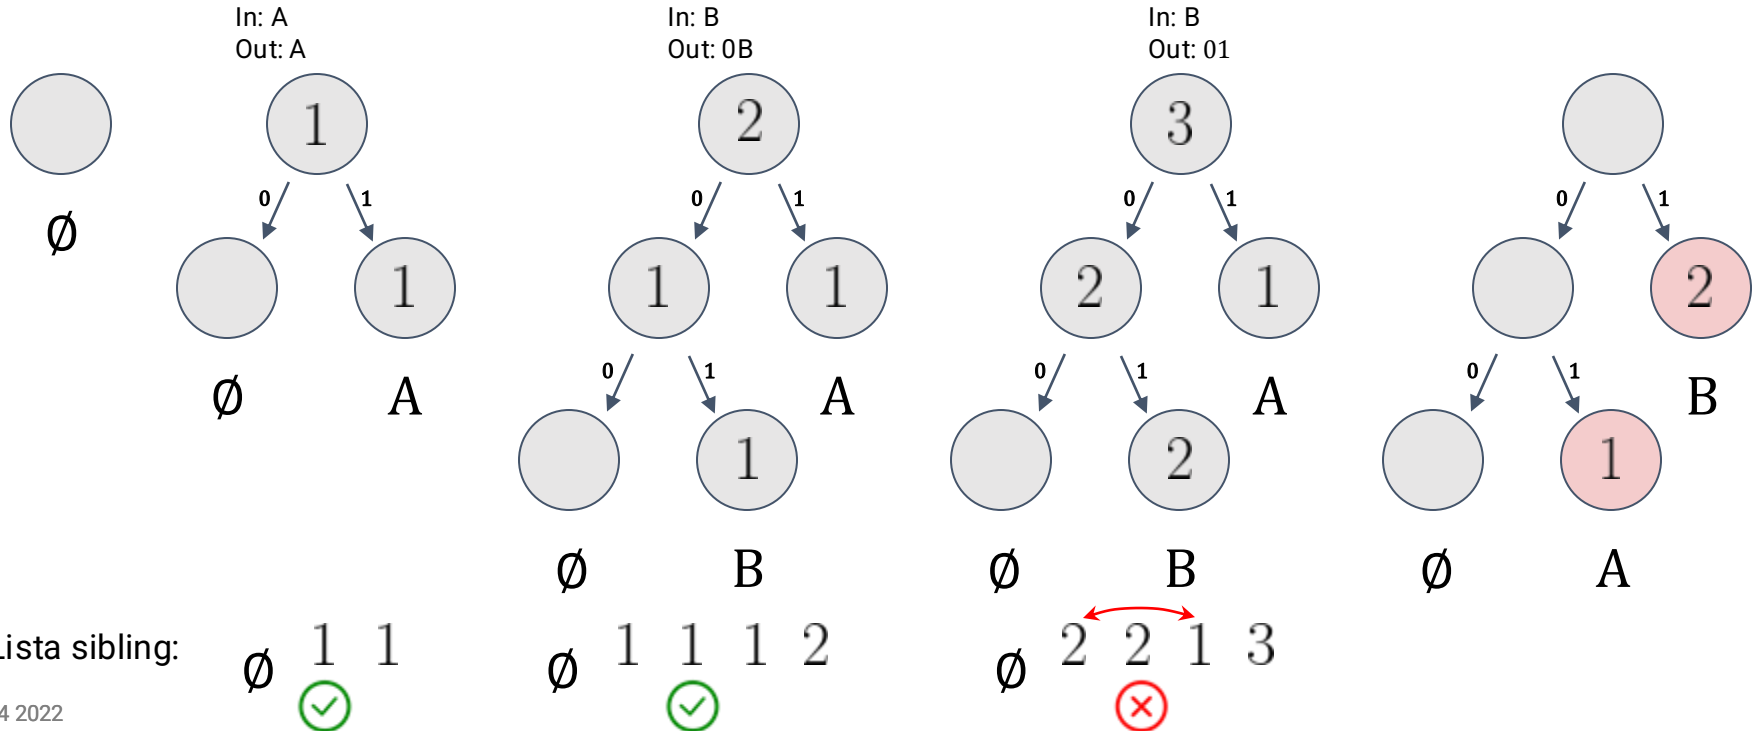 In: A
Out: A
In: B
Out: 0B
In: B
Out: 01
1
2
3
0 1
0 1
0 1
0 1
∅
1
1 1
2 1
2
∅ A
0 1
A
0 1
A
0 1
B
1
2
1
∅ B
∅ B
∅ A
Lista sibling:
∅ 1 1
∅ 1 1 1 2
∅ 2 2 1 3
4 2022